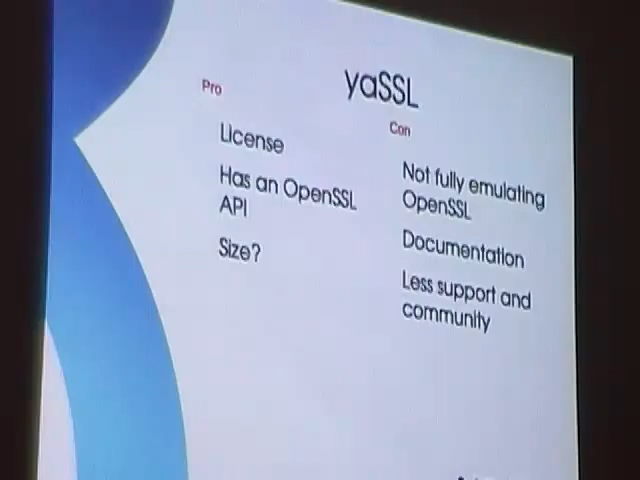 yaSSL
Pro
License
Has an OpenSSL
API
Size?
Con
Not fully emulating
OpenSSL
Documentation
Less support and
community